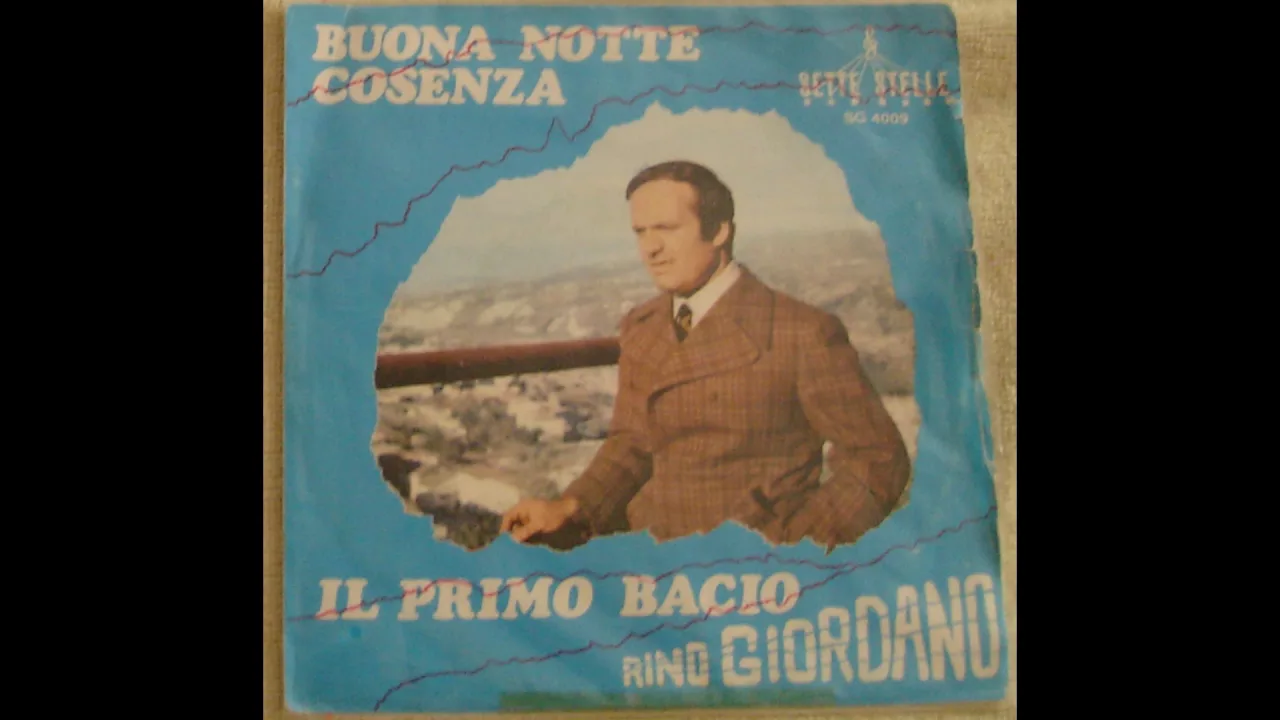 BUONA NOTTE
COSENZA
SETTE STELLE
SG 4009
IL PRIMO BACIO
RINO GIORDANO